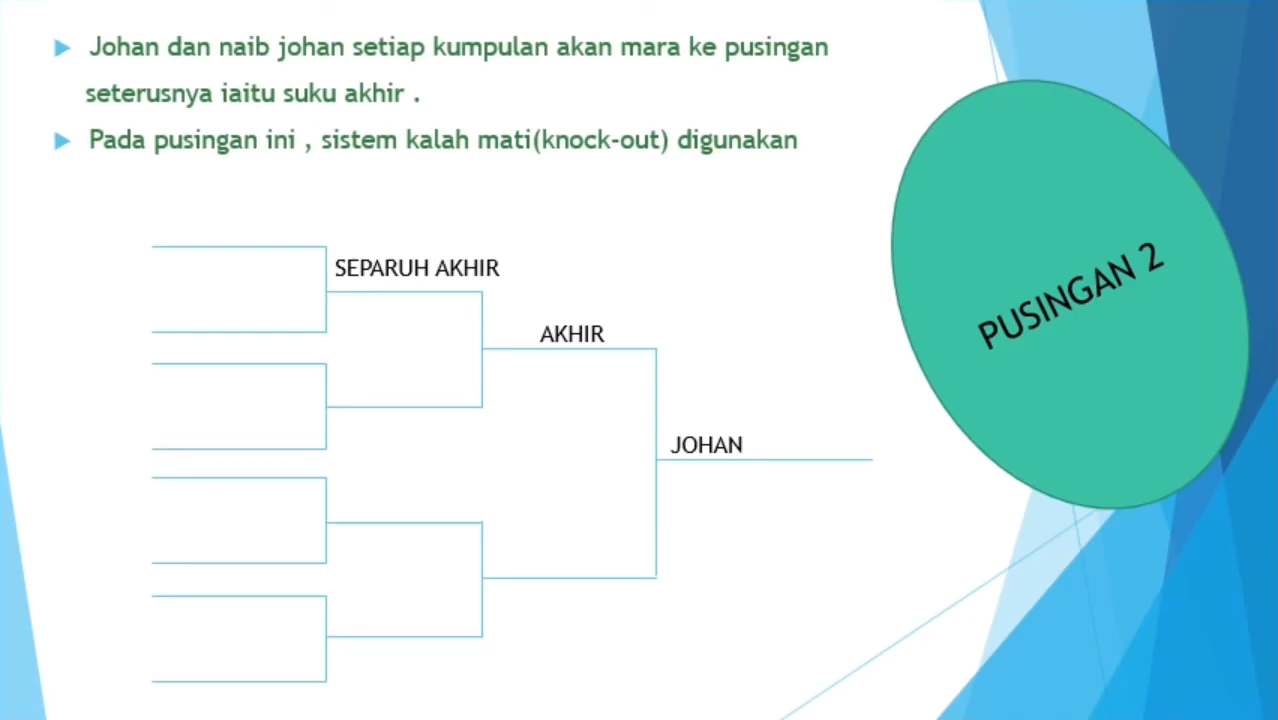 Johan dan naib johan setiap kumpulan akan mara ke pusingan
seterusnya iaitu suku akhir .
Pada pusingan ini , sistem kalah mati(knock-out) digunakan
PUSINGAN 2
SEPARUH AKHIR
AKHIR
JOHAN